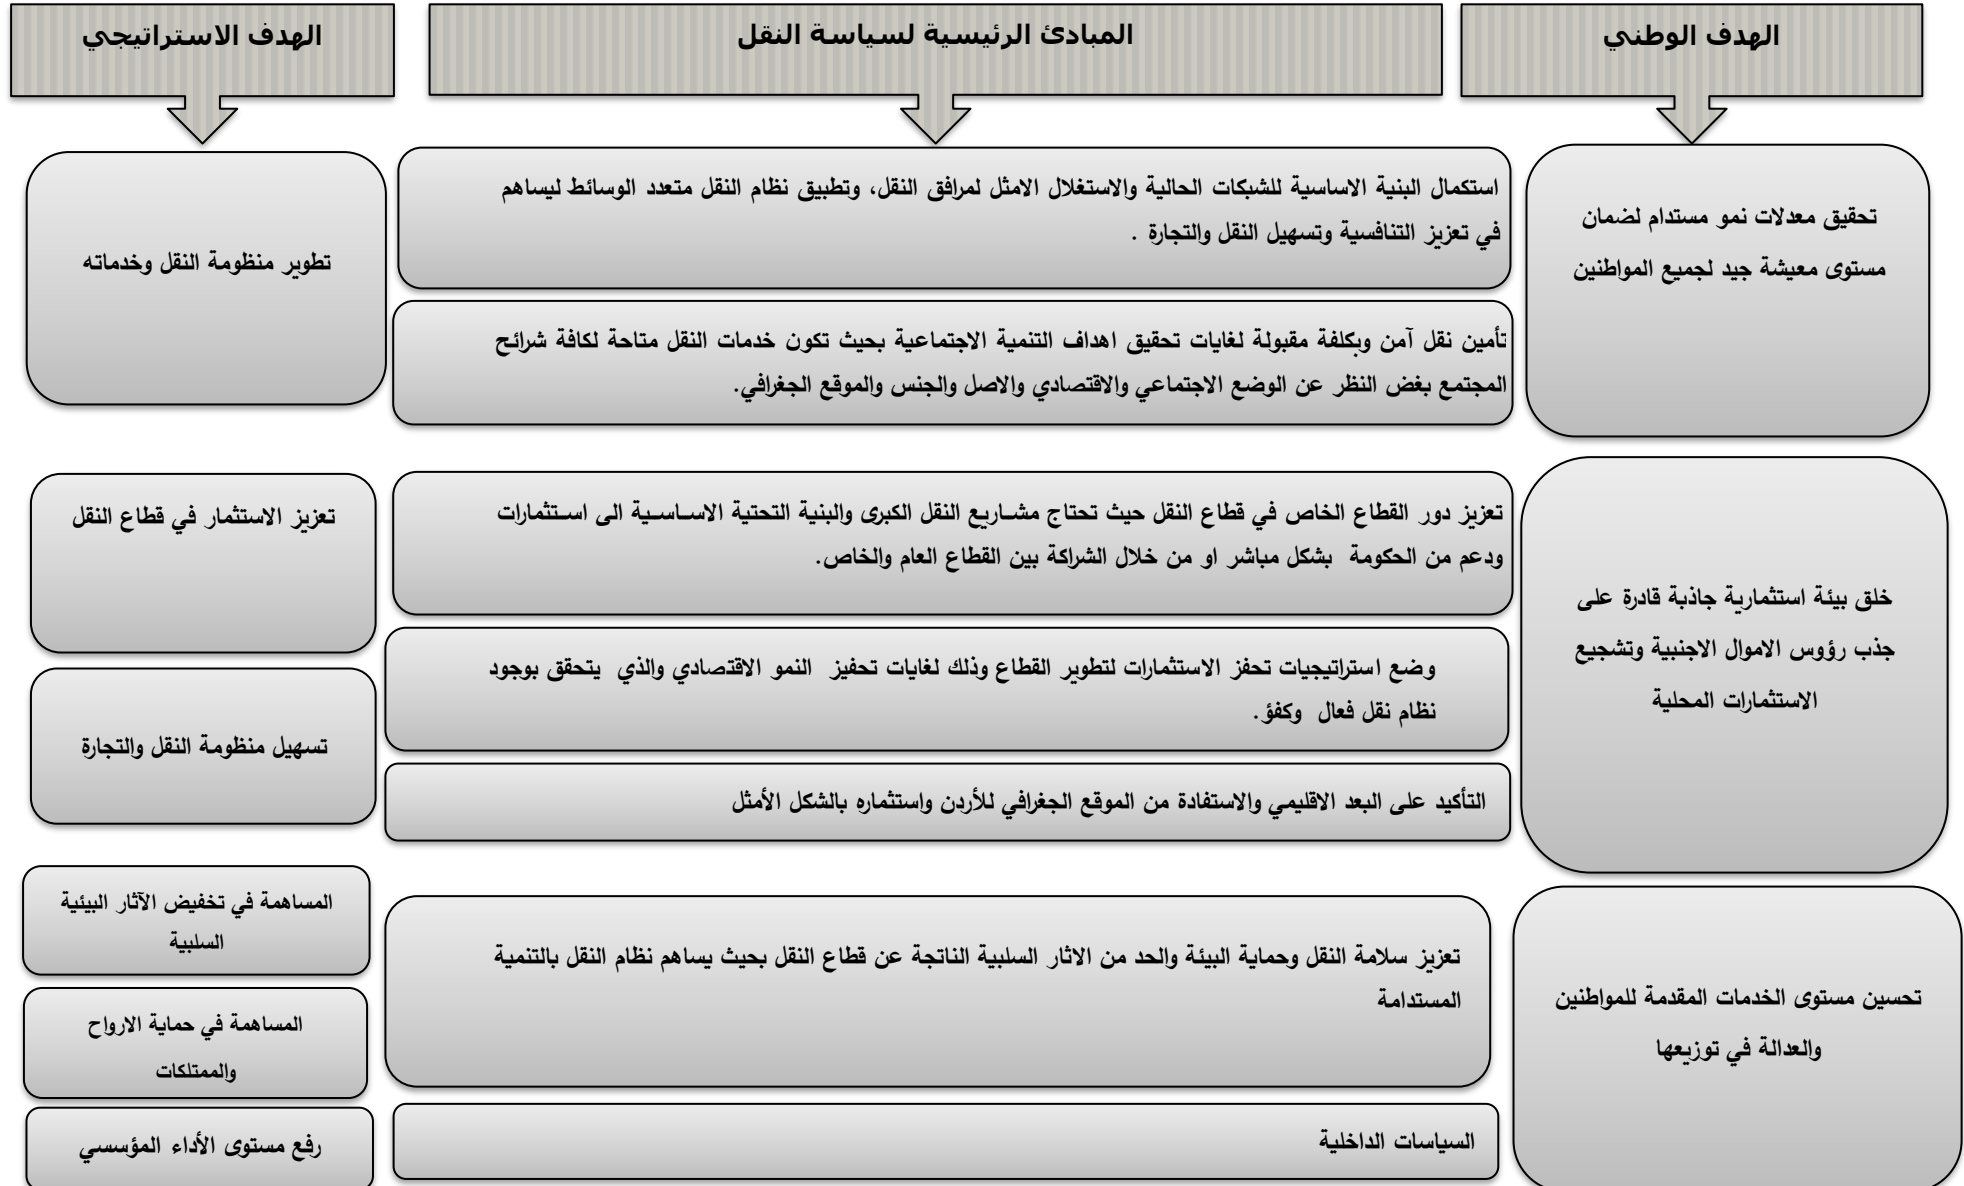 الهدف الوطني
المبادئ الرئيسية لسياسة النقل
الهدف الاستراتيجي
تحقيق معدلات نمو مستدام لضمان
مستوى معيشة جيد لجميع المواطنين
استكمال البنية الاساسية للشبكات الحالية والاستغلال الامثل لمرافق النقل، وتطبيق نظام النقل متعدد الوسائط ليساهم
في تعزيز التنافسية وتسهيل النقل والتجارة .
تأمين نقل آمن وبكلفة مقبولة لغايات تحقيق اهداف التنمية الاجتماعية بحيث تكون خدمات النقل متاحة لكافة شرائح
المجتمع بغض النظر عن الوضع الاجتماعي والاقتصادي والاصل والجنس والموقع الجغرافي.
تطوير منظومة النقل وخدماته
خلق بيئة استثمارية جاذبة قادرة على
جذب رؤوس الاموال الاجنبية وتشجيع
الاستثمارات المحلية
تعزيز دور القطاع الخاص في قطاع النقل حيث تحتاج مشاريع النقل الكبرى والبنية التحتية الاساسية الى استثمارات
ودعم من الحكومة بشكل مباشر او من خلال الشراكة بين القطاع العام والخاص.
وضع استراتيجيات تحفز الاستثمارات لتطوير القطاع وذلك لغايات تحفيز النمو الاقتصادي والذي يتحقق بوجود
نظام نقل فعال وكفؤ.
التأكيد على البعد الاقليمي والاستفادة من الموقع الجغرافي للأردن واستثماره بالشكل الأمثل
تعزيز الاستثمار في قطاع النقل
تسهيل منظومة النقل والتجارة
تحسين مستوى الخدمات المقدمة للمواطنين
والعدالة في توزيعها
تعزيز سلامة النقل وحماية البيئة والحد من الاثار السلبية الناتجة عن قطاع النقل بحيث يساهم نظام النقل بالتنمية
المستدامة
السياسات الداخلية
المساهمة في تخفيض الآثار البيئية
السلبية
المساهمة في حماية الارواح
والممتلكات
رفع مستوى الأداء المؤسسي